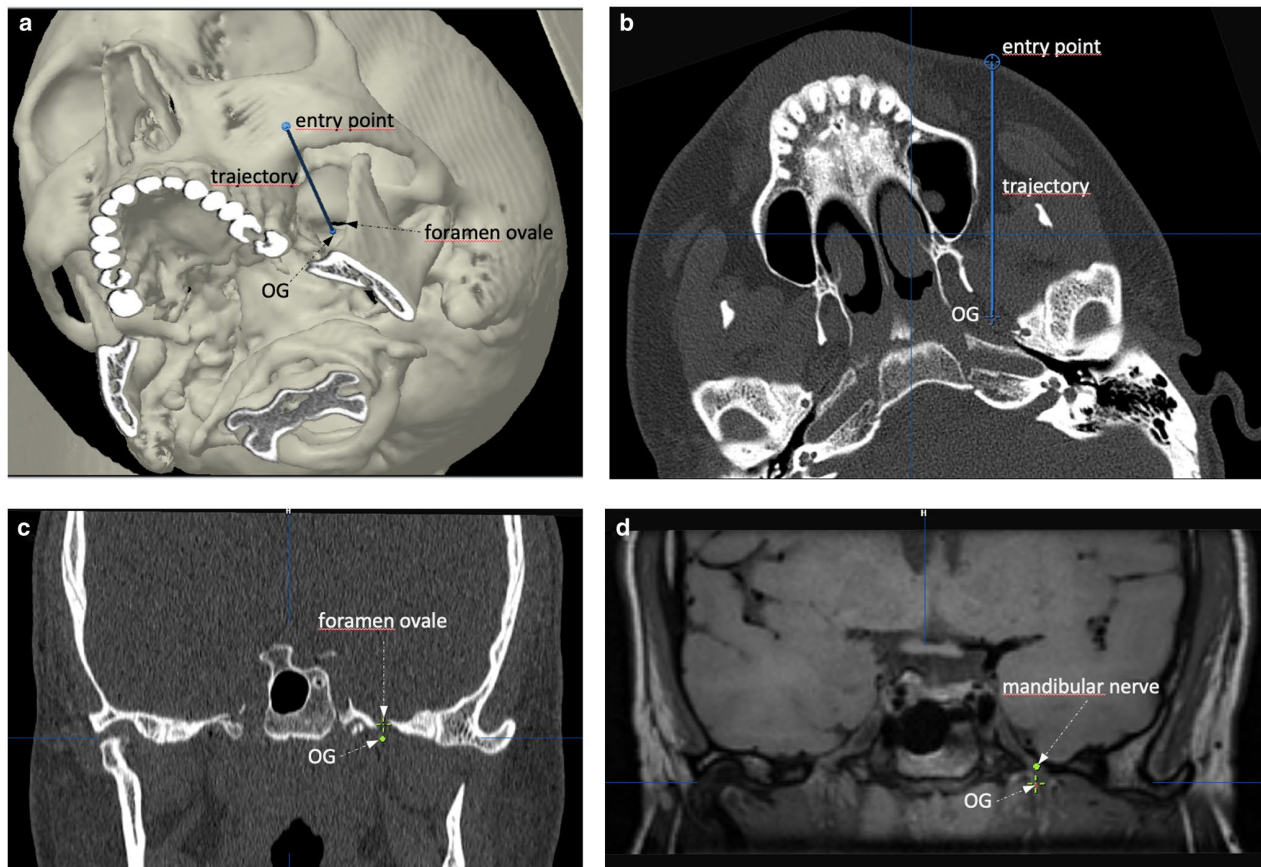 a
entry point
trajectory
foramen ovale
OG
b
entry point
trajectory
OG
c
H
foramen ovale
OG
d
H
mandibular nerve
OG